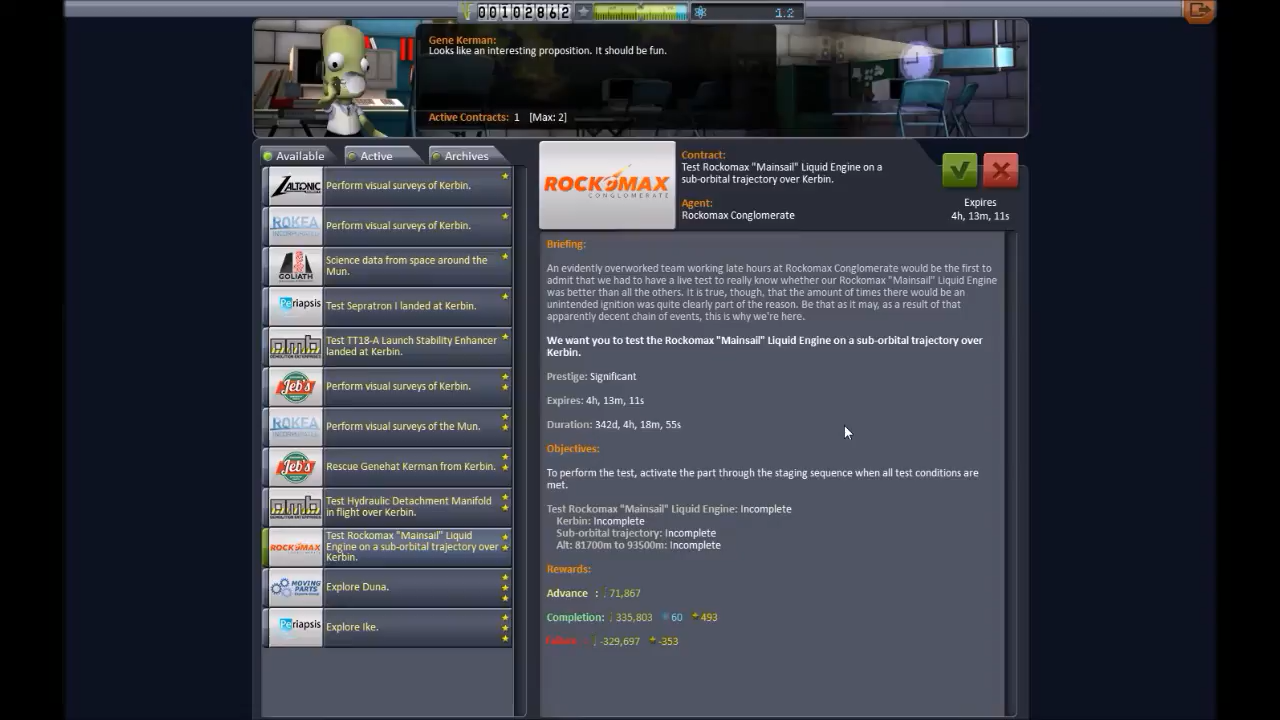 00102862
1.2
Gene Kerman:
Looks like an interesting proposition. It should be fun.
Active Contracts: 1 [Max: 2]
Available
Active
Archives
ALTONIC
Perform visual surveys of Kerbin.
ROKEA
Perform visual surveys of Kerbin.
GOLIATH
Science data from space around the
Mun.
Periapsis
Test Sepratron I landed at Kerbin.
Test TT18-A Launch Stability Enhancer
landed at Kerbin.
Jeb's
Perform visual surveys of Kerbin.
ROKEA
Perform visual surveys of the Mun.
Jeb's
Rescue Genehat Kerman from Kerbin.
Test Hydraulic Detachment Manifold
in flight over Kerbin.
ROCKOMAX
Test Rockomax "Mainsail" Liquid
Engine on a sub-orbital trajectory over
Kerbin.
MOVING
PARTS
Explore Duna.
Periapsis
Explore Ike.
ROCKOMAX
CONGLOMERATE
Contract:
Test Rockomax "Mainsail" Liquid Engine on a
sub-orbital trajectory over Kerbin.
Agent:
Rockomax Conglomerate
Expires
4h, 13m, 11s
Briefing:
An evidently overworked team working late hours at Rockomax Conglomerate would be the first to
admit that we had to have a live test to really know whether our Rockomax "Mainsail" Liquid Engine
was better than all the others. It is true, though, that the amount of times there would be an
unintended ignition was quite clearly part of the reason. Be that as it may, as a result of that
apparently decent chain of events, this is why we're here.
We want you to test the Rockomax "Mainsail" Liquid Engine on a sub-orbital trajectory over
Kerbin.
Prestige: Significant
Expires: 4h, 13m, 11s
Duration: 342d, 4h, 18m, 55s
Objectives:
To perform the test, activate the part through the staging sequence when all test conditions are
met.
Test Rockomax "Mainsail" Liquid Engine: Incomplete
Kerbin: Incomplete
Sub-orbital trajectory: Incomplete
Alt: 81700m to 93500m: Incomplete
Rewards:
Advance : 71,867
Completion: 335,803 60 493
Failure : -329,697 -353